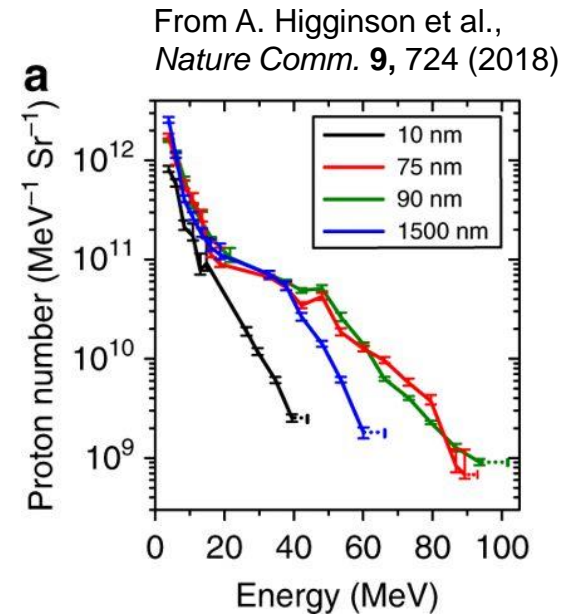 From A. Higginson et al.,
Nature Comm. 9, 724 (2018)
a
Proton number (MeV⁻¹ Sr⁻¹)
10¹²
10¹¹
10¹⁰
10⁹
10 nm
75 nm
90 nm
1500 nm
0 20 40 60 80 100
Energy (MeV)